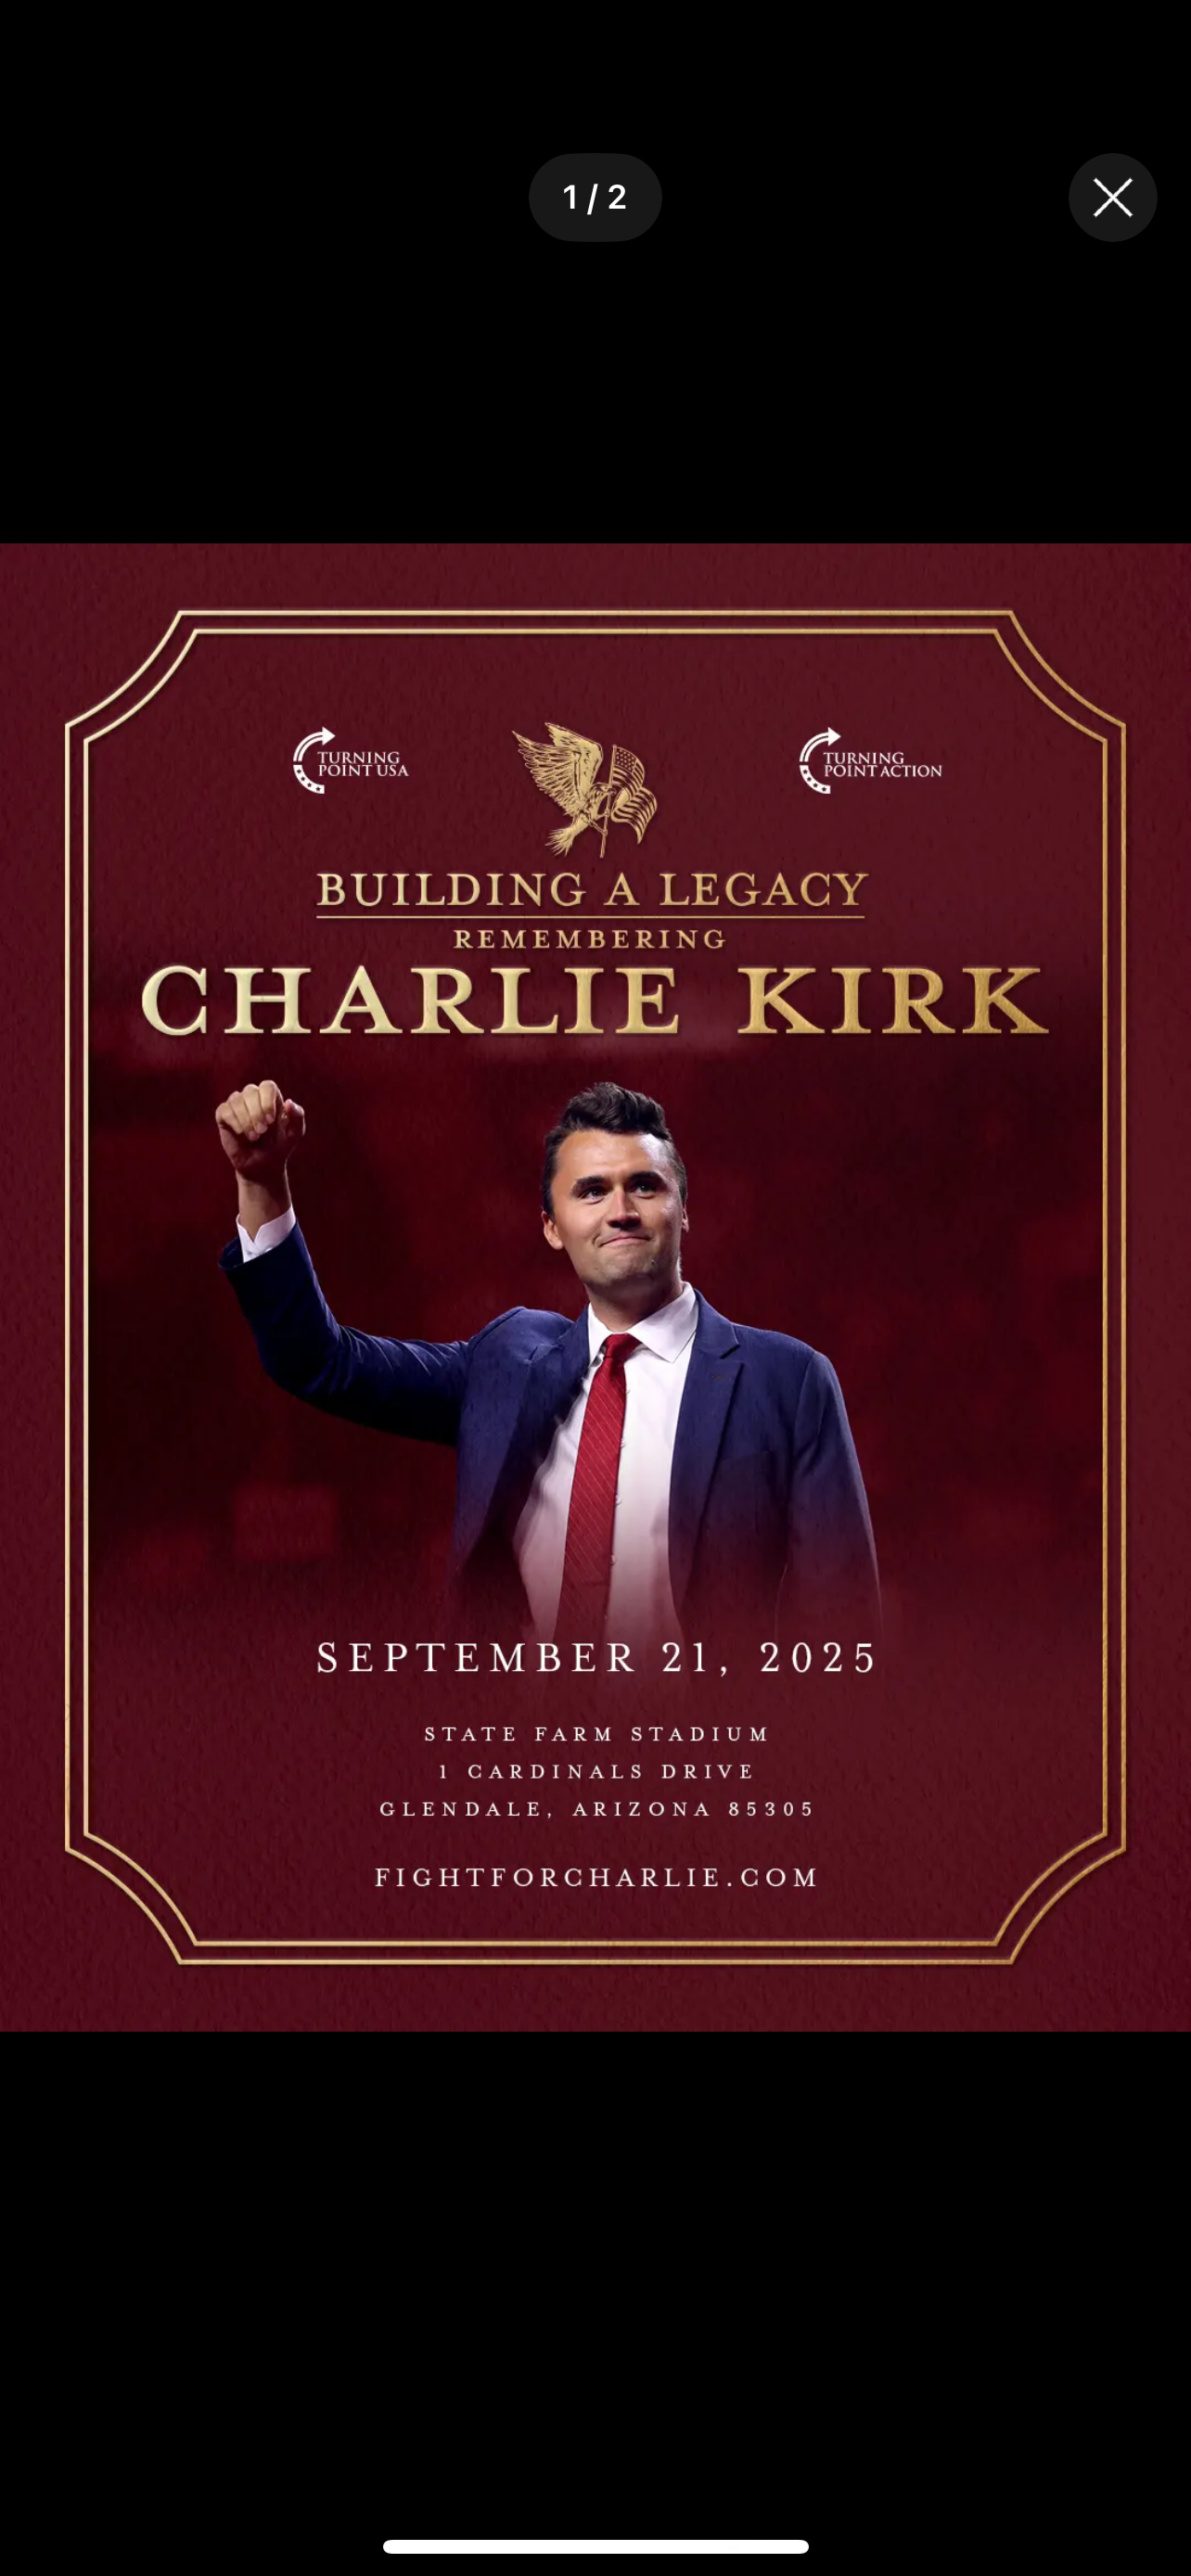 1 / 2
TURNING
POINT USA
TURNING
POINT ACTION
BUILDING A LEGACY
REMEMBERING
CHARLIE KIRK
SEPTEMBER 21, 2025
STATE FARM STADIUM
1 CARDINALS DRIVE
GLENDALE, ARIZONA 85305
FIGHTFORCHARLIE.COM